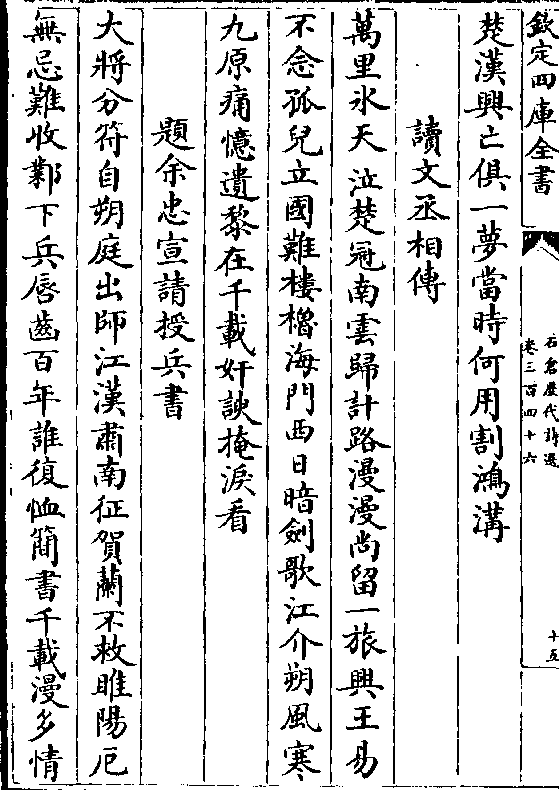 欽定四庫全書
石倉歷代詩選
卷三百四十六
十五
楚漢興亡俱一夢當時何用割鴻溝
讀文丞相傳
萬里氷天泣楚冠南雲歸計路漫漫尚留一旅興王易
不念孤兒立國難樓櫓海門西日暗劍歌江介朔風寒
九原痛憶遺黎在千載奸諛掩淚看
題余忠宣請授兵書
大將分符自朔庭出師江漢肅南征賀蘭不救睢陽厄
無忌難收鄴下兵唇齒百年誰復恤簡書千載漫多情